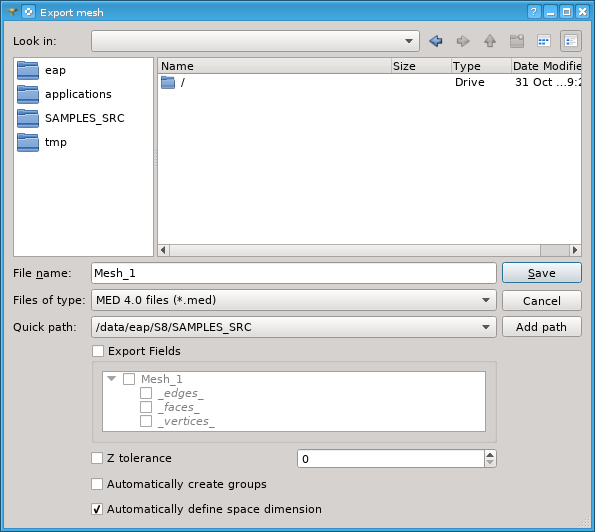 Export mesh
Look in:
eap
applications
SAMPLES_SRC
tmp
Name Size Type Date Modifie
/ Drive 31 Oct ...9:2
File name: Mesh_1 Save
Files of type: MED 4.0 files (*.med) Cancel
Quick path: /data/eap/S8/SAMPLES_SRC Add path
Export Fields
Mesh_1
_edges_
_faces_
_vertices_
Z tolerance 0
Automatically create groups
Automatically define space dimension